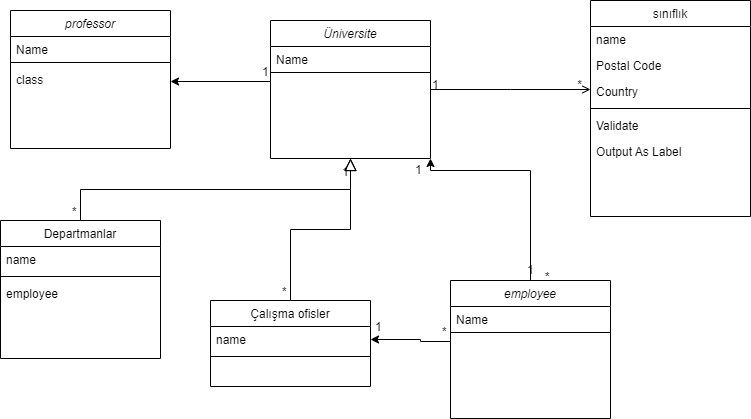 professor
Name
class
Üniversite
Name
sınıflık
name
Postal Code
Country
Validate
Output As Label
1
1
*
1
1
*
Departmanlar
name
employee
*
Çalışma ofisler
name
1
*
1
*
employee
Name